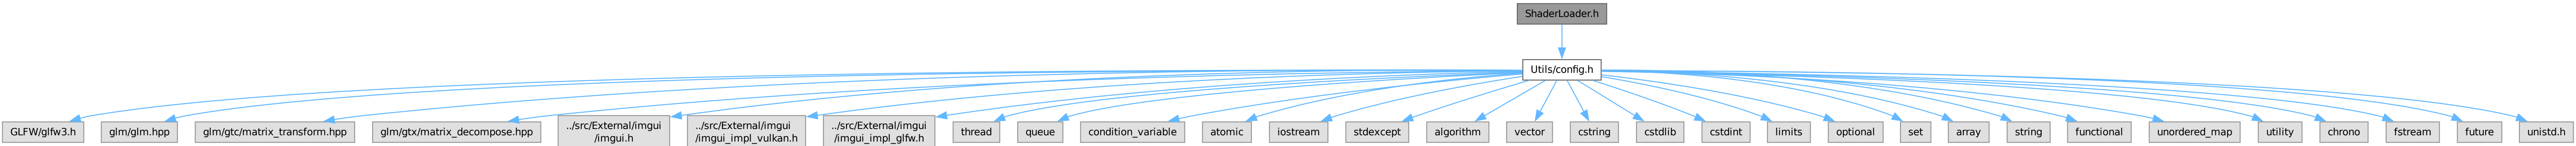 ShaderLoader.h
Utils/config.h
GLFW/glfw3.h
glm/glm.hpp
glm/gtc/matrix_transform.hpp
glm/gtx/matrix_decompose.hpp
../src/External/imgui
/imgui.h
../src/External/imgui
/imgui_impl_vulkan.h
../src/External/imgui
/imgui_impl_glfw.h
thread
queue
condition_variable
atomic
iostream
stdexcept
algorithm
vector
cstring
cstdlib
cstdint
limits
optional
set
array
string
functional
unordered_map
utility
chrono
fstream
future
unistd.h